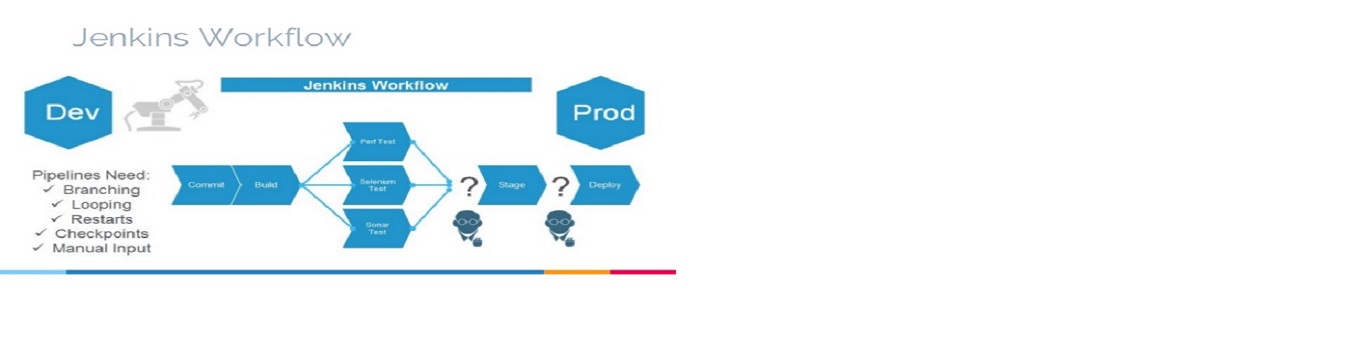 Jenkins Workflow
Jenkins Workflow
Dev
Prod
Pipelines Need:
✓ Branching
✓ Looping
✓ Restarts
✓ Checkpoints
✓ Manual Input
Commit
Build
Perf Test
Selenium
Test
Sonar
Test
?
Stage
?
Deploy